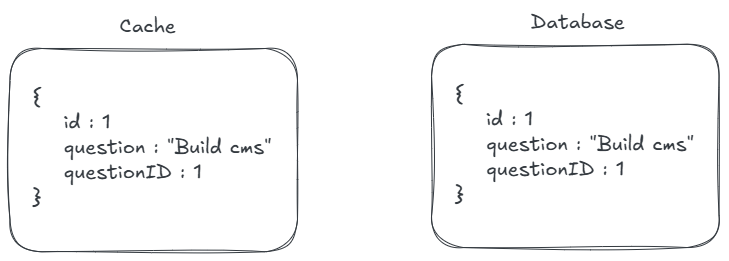 Cache
{
id : 1
question : "Build cms"
questionID : 1
}
Database
{
id : 1
question : "Build cms"
questionID : 1
}